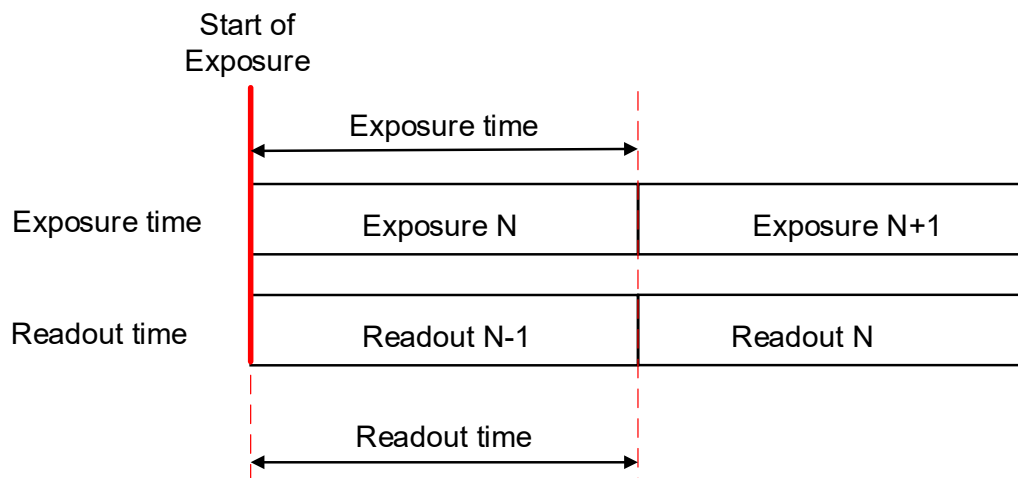 Start of
Exposure
Exposure time
Exposure time
Exposure N
Exposure N+1
Readout time
Readout N-1
Readout N
Readout time